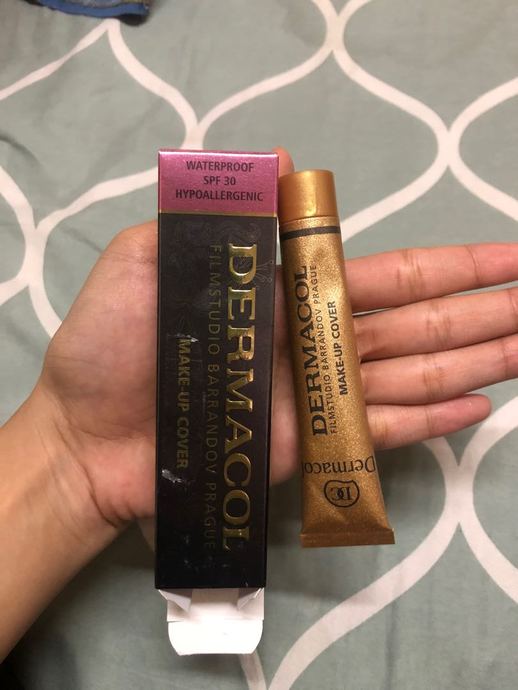 WATERPROOF
SPF 30
HYPOALLERGENIC
DERMACOL
FILMSTUDIO BARRANDOV PRAGUE
MAKE-UP COVER
DERMACOL
FILMSTUDIO BARRANDOV PRAGUE
MAKE-UP COVER
Dermacol
DC